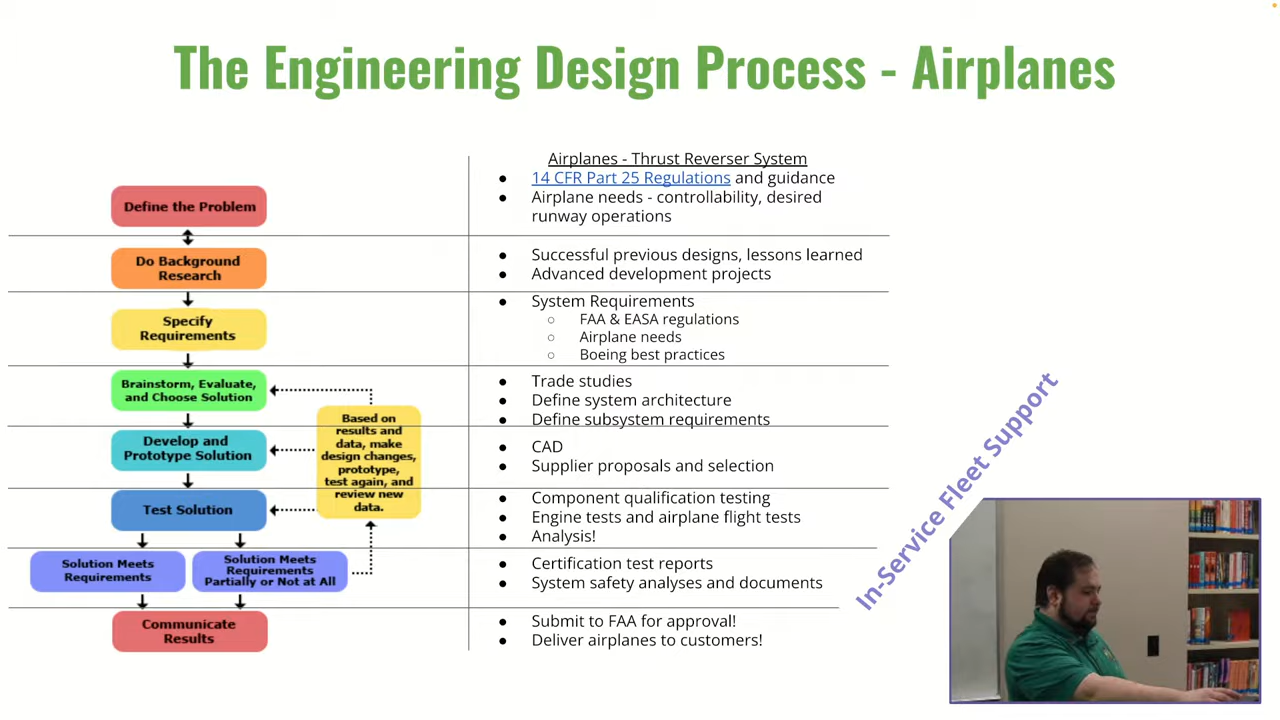 The Engineering Design Process - Airplanes
Airplanes - Thrust Reverser System
● 14 CFR Part 25 Regulations and guidance
● Airplane needs - controllability, desired
runway operations
Define the Problem
● Successful previous designs, lessons learned
● Advanced development projects
Do Background
Research
● System Requirements
○ FAA & EASA regulations
○ Airplane needs
○ Boeing best practices
Specify
Requirements
● Trade studies
● Define system architecture
● Define subsystem requirements
Brainstorm, Evaluate,
and Choose Solution
Based on
results and
data, make
design changes,
prototype,
test again, and
review new
data.
● CAD
● Supplier proposals and selection
Develop and
Prototype Solution
● Component qualification testing
● Engine tests and airplane flight tests
● Analysis!
Test Solution
● Certification test reports
● System safety analyses and documents
Solution Meets
Requirements
Solution Meets
Requirements
Partially or Not at All
● Submit to FAA for approval!
● Deliver airplanes to customers!
Communicate
Results
In-Service Fleet Support